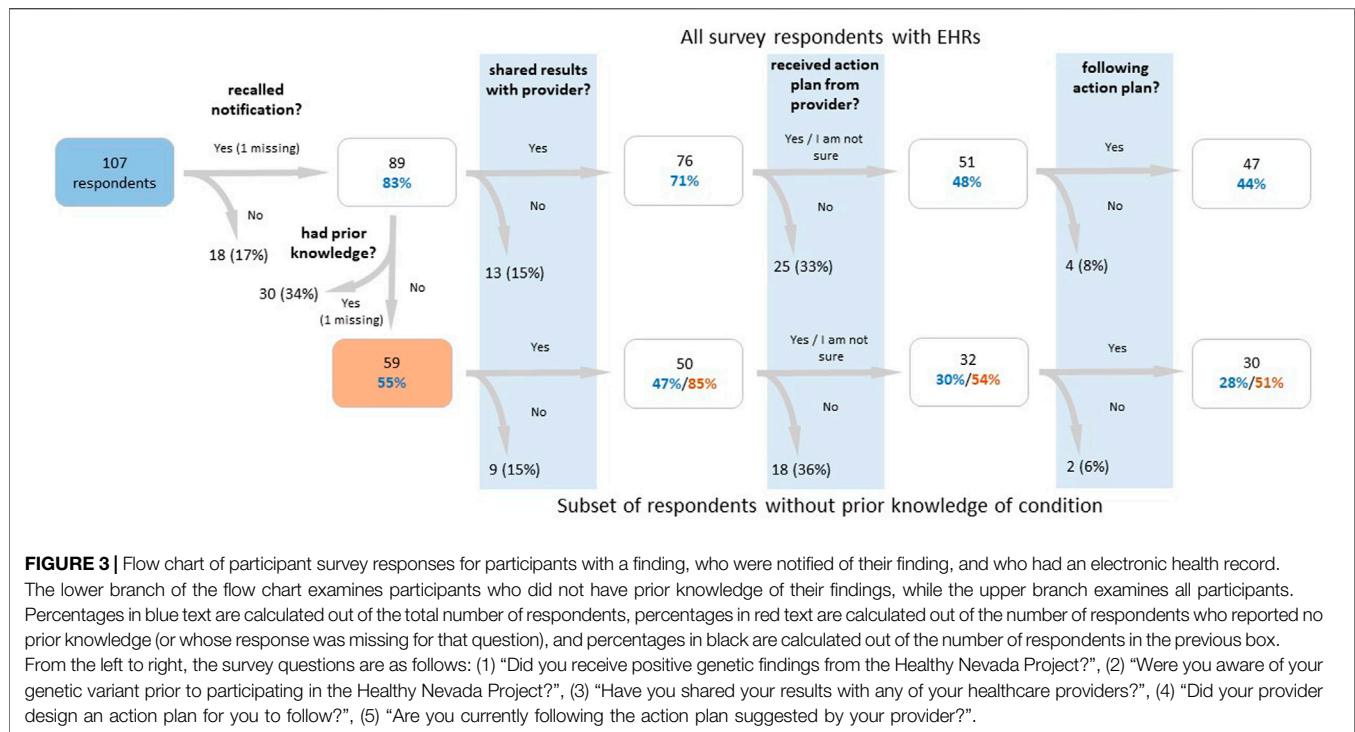 All survey respondents with EHRs
recalled
notification?
shared results
with provider?
received action
plan from
provider?
following
action plan?
107
respondents
Yes (1 missing)
89
83%
Yes
76
71%
Yes / I am not
sure
51
48%
Yes
47
44%
No
18 (17%)
had prior
knowledge?
No
13 (15%)
No
25 (33%)
No
4 (8%)
30 (34%)
Yes
(1 missing)
No
59
55%
Yes
50
47%/85%
Yes / I am not
sure
32
30%/54%
Yes
30
28%/51%
No
9 (15%)
No
18 (36%)
No
2 (6%)
Subset of respondents without prior knowledge of condition
FIGURE 3 | Flow chart of participant survey responses for participants with a finding, who were notified of their finding, and who had an electronic health record.
The lower branch of the flow chart examines participants who did not have prior knowledge of their findings, while the upper branch examines all participants.
Percentages in blue text are calculated out of the total number of respondents, percentages in red text are calculated out of the number of respondents who reported no
prior knowledge (or whose response was missing for that question), and percentages in black are calculated out of the number of respondents in the previous box.
From the left to right, the survey questions are as follows: (1) “Did you receive positive genetic findings from the Healthy Nevada Project?”, (2) “Were you aware of your
genetic variant prior to participating in the Healthy Nevada Project?”, (3) “Have you shared your results with any of your healthcare providers?”, (4) “Did your provider
design an action plan for you to follow?”, (5) “Are you currently following the action plan suggested by your provider?”.